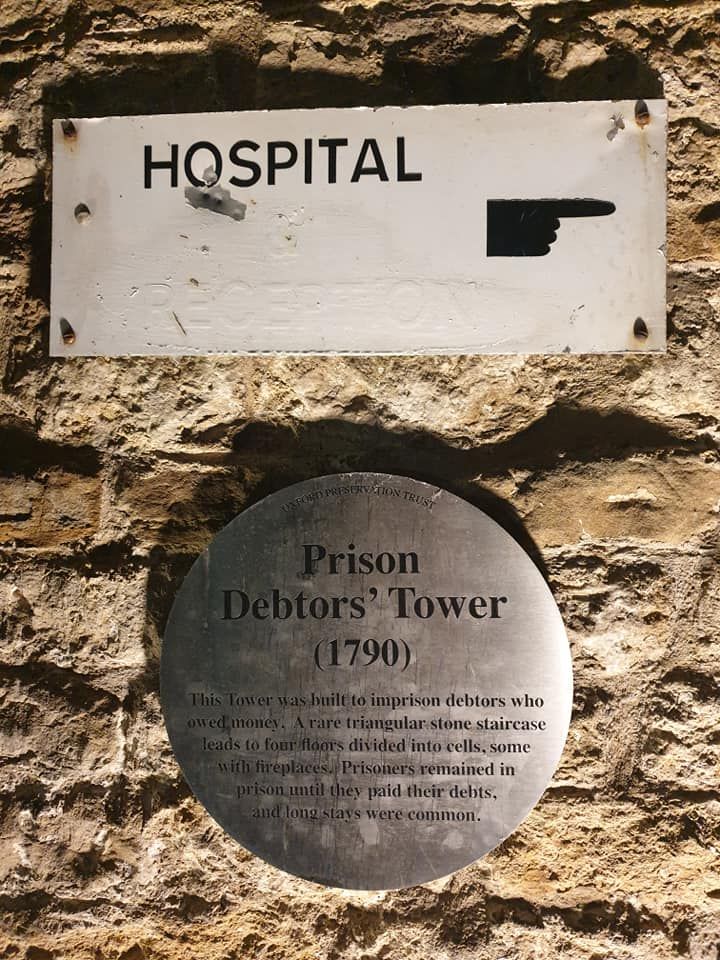 HOSPITAL
&
RECEPTION
OXFORD PRESERVATION TRUST
Prison
Debtors' Tower
(1790)
This Tower was built to imprison debtors who
owed money. A rare triangular stone staircase
leads to four floors divided into cells, some
with fireplaces. Prisoners remained in
prison until they paid their debts,
and long stays were common.